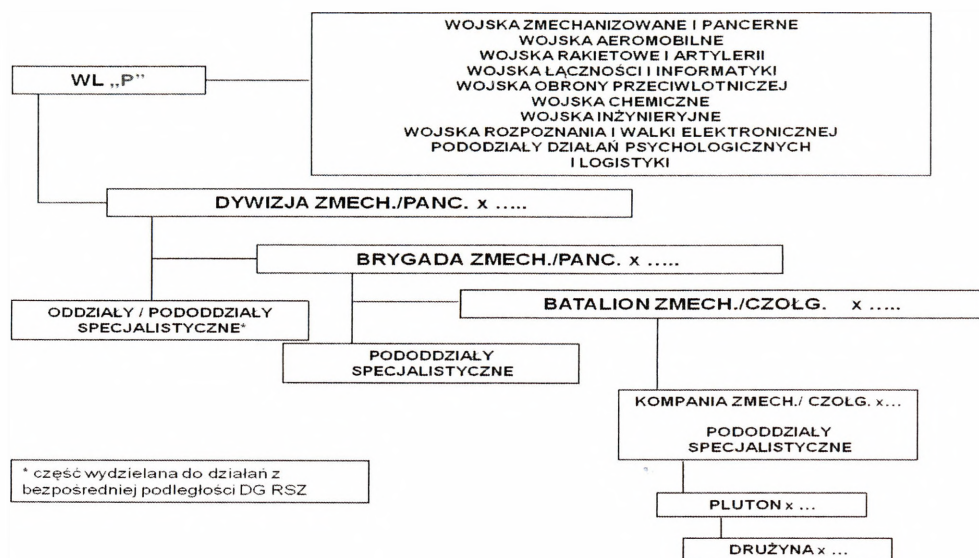 WOJSKA ZMECHANIZOWANE I PANCERNE
WOJSKA AEROMOBILNE
WOJSKA RAKIETOWE I ARTYLERII
WOJSKA ŁĄCZNOŚCI I INFORMATYKI
WOJSKA OBRONY PRZECIWLOTNICZEJ
WOJSKA CHEMICZNE
WOJSKA INŻYNIERYJNE
WOJSKA ROZPOZNANIA I WALKI ELEKTRONICZNEJ
PODODZIAŁY DZIAŁAŃ PSYCHOLOGICZNYCH
I LOGISTYKI
WL „P”
DYWIZJA ZMECH./PANC. x .....
BRYGADA ZMECH./PANC. x .....
BATALION ZMECH./CZOŁG. x .....
ODDZIAŁY / PODODDZIAŁY
SPECJALISTYCZNE*
PODODDZIAŁY
SPECJALISTYCZNE
KOMPANIA ZMECH./ CZOŁG. x...
PODODDZIAŁY
SPECJALISTYCZNE
* część wydzielana do działań z
bezpośredniej podległości DG RSZ
PLUTON x ...
DRUŻYNA x ...